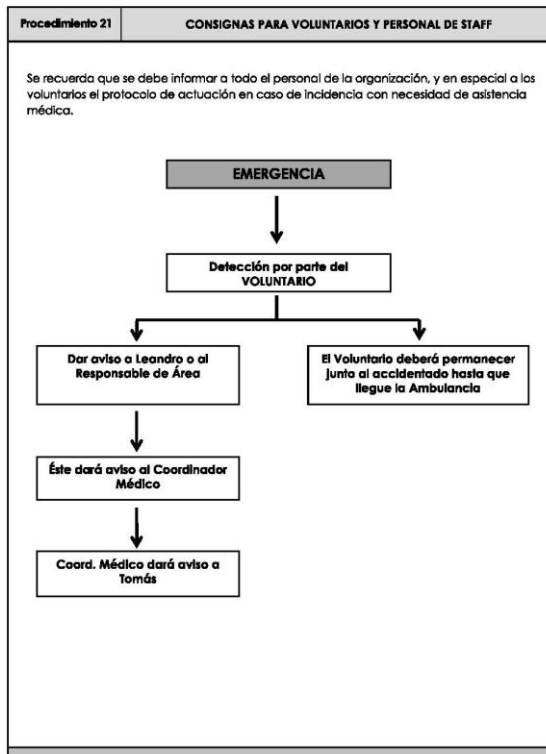 Procedimiento 21
CONSIGNAS PARA VOLUNTARIOS Y PERSONAL DE STAFF
Se recuerda que se debe informar a todo el personal de la organización, y en especial a los
voluntarios el protocolo de actuación en caso de incidencia con necesidad de asistencia
médica.
EMERGENCIA
Detección por parte del
VOLUNTARIO
Dar aviso a Leandro o al
Responsable de Área
El Voluntario deberá permanecer
junto al accidentado hasta que
llegue la Ambulancia
Éste dará aviso al Coordinador
Médico
Coord. Médico dará aviso a
Tomás